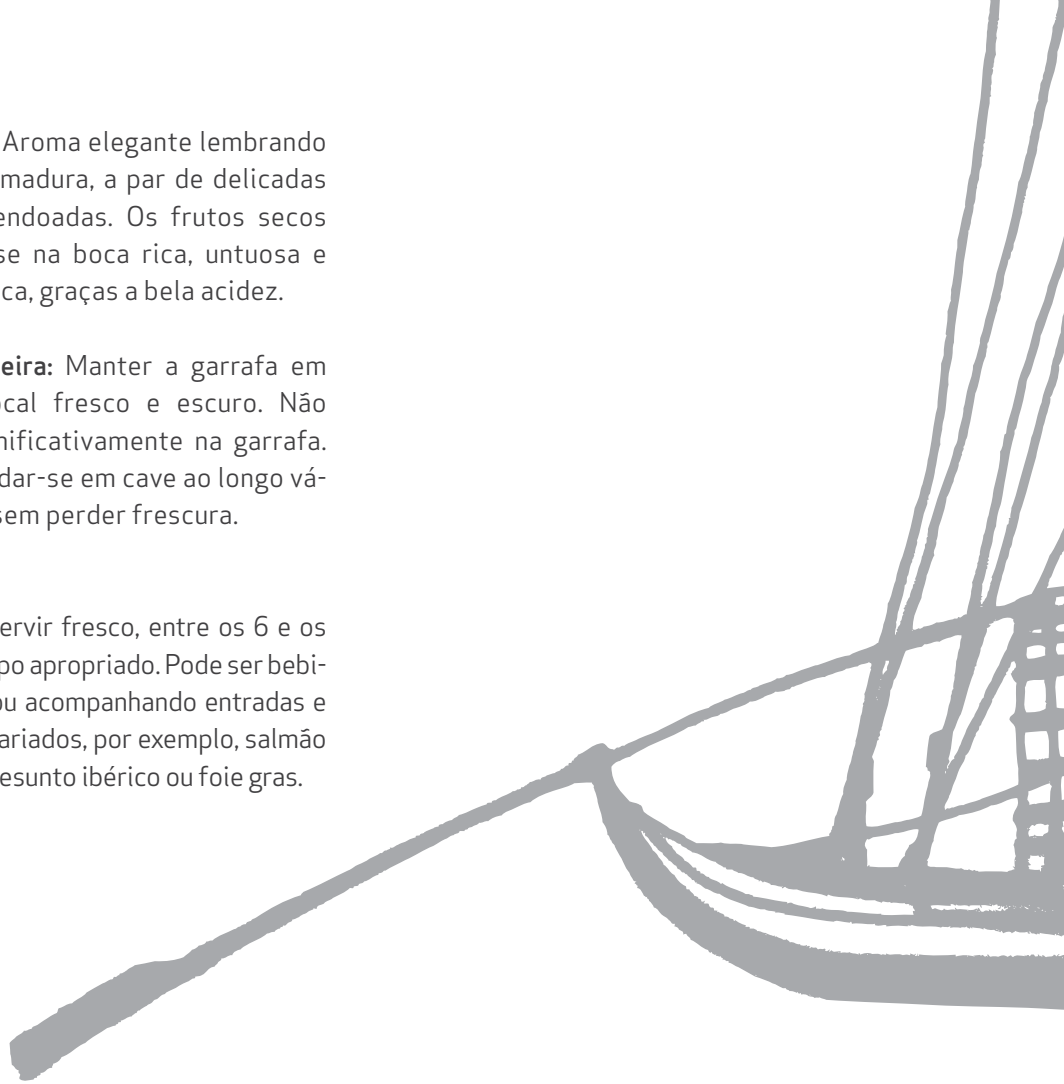 Aroma elegante lembrando
madura, a par de delicadas
endoadas. Os frutos secos
se na boca rica, untuosa e
ca, graças a bela acidez.
eira: Manter a garrafa em
ocal fresco e escuro. Não
nificativamente na garrafa.
dar-se em cave ao longo vá-
sem perder frescura.
ervir fresco, entre os 6 e os
po apropriado. Pode ser bebi-
ou acompanhando entradas e
ariados, por exemplo, salmão
esunto ibérico ou foie gras.